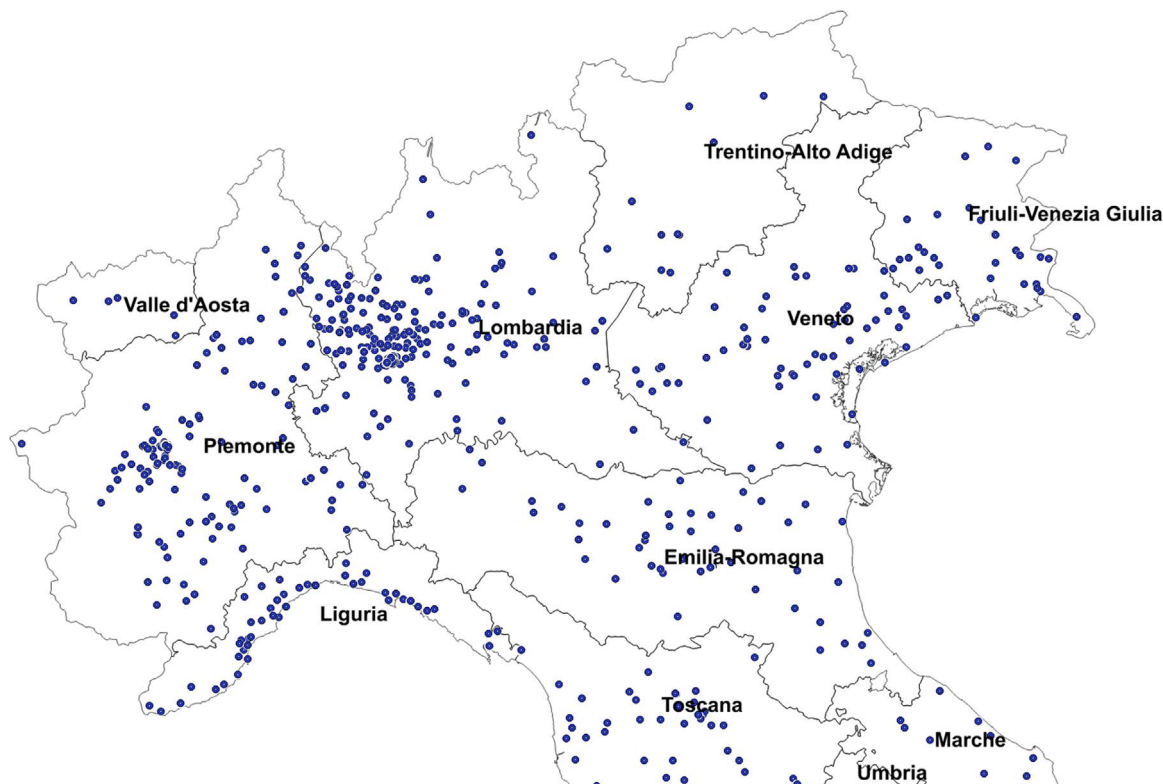 Trentino-Alto Adige
Friuli-Venezia Giulia
Valle d'Aosta
Veneto
Lombardia
Piemonte
Emilia-Romagna
Liguria
Toscana
Marche
Umbria